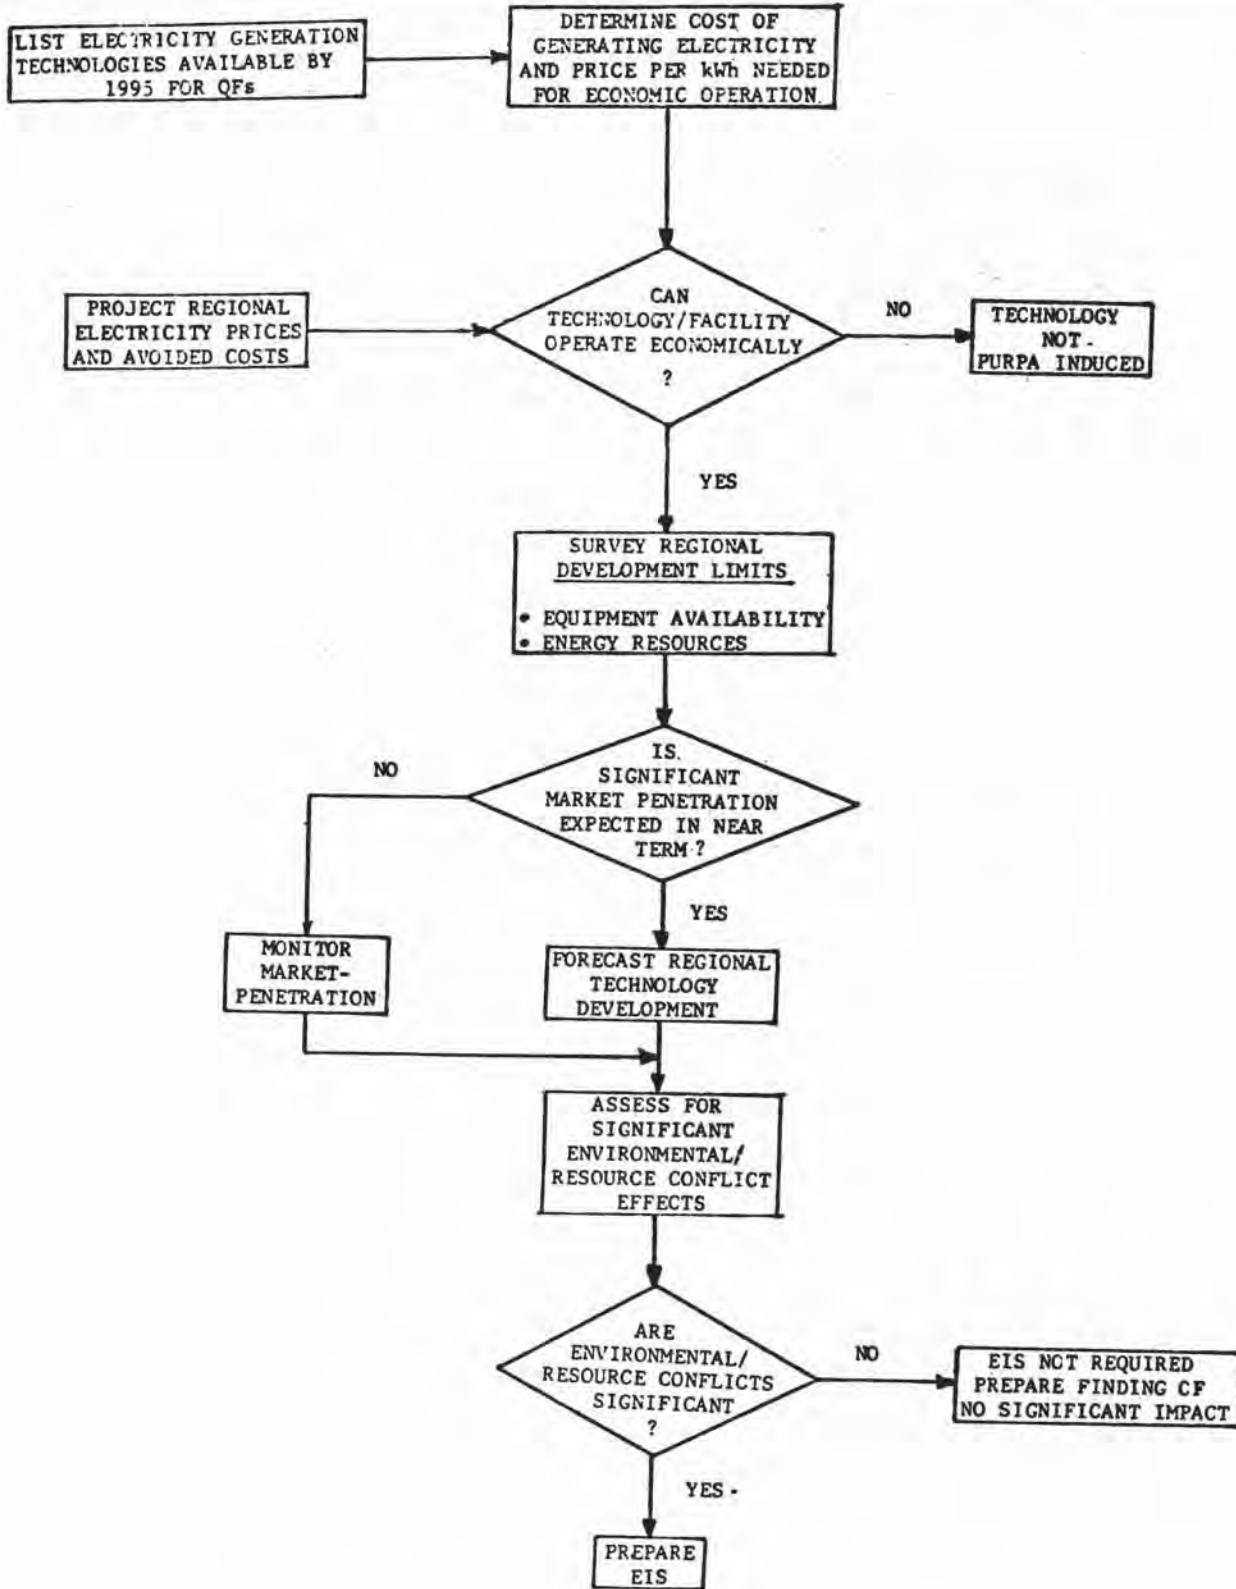 LIST ELECTRICITY GENERATION
TECHNOLOGIES AVAILABLE BY
1995 FOR QFs
DETERMINE COST OF
GENERATING ELECTRICITY
AND PRICE PER kWh NEEDED
FOR ECONOMIC OPERATION.
PROJECT REGIONAL
ELECTRICITY PRICES
AND AVOIDED COSTS
CAN
TECHNOLOGY/FACILITY
OPERATE ECONOMICALLY
?
NO
TECHNOLOGY
NOT-
PURPA INDUCED
YES
SURVEY REGIONAL
DEVELOPMENT LIMITS
• EQUIPMENT AVAILABILITY
• ENERGY RESOURCES
IS.
SIGNIFICANT
MARKET PENETRATION
EXPECTED IN NEAR
TERM?
NO
YES
MONITOR
MARKET-
PENETRATION
FORECAST REGIONAL
TECHNOLOGY
DEVELOPMENT
ASSESS FOR
SIGNIFICANT
ENVIRONMENTAL/
RESOURCE CONFLICT
EFFECTS
ARE
ENVIRONMENTAL/
RESOURCE CONFLICTS
SIGNIFICANT
?
NO
EIS NOT REQUIRED
PREPARE FINDING OF
NO SIGNIFICANT IMPACT
YES-
PREPARE
EIS